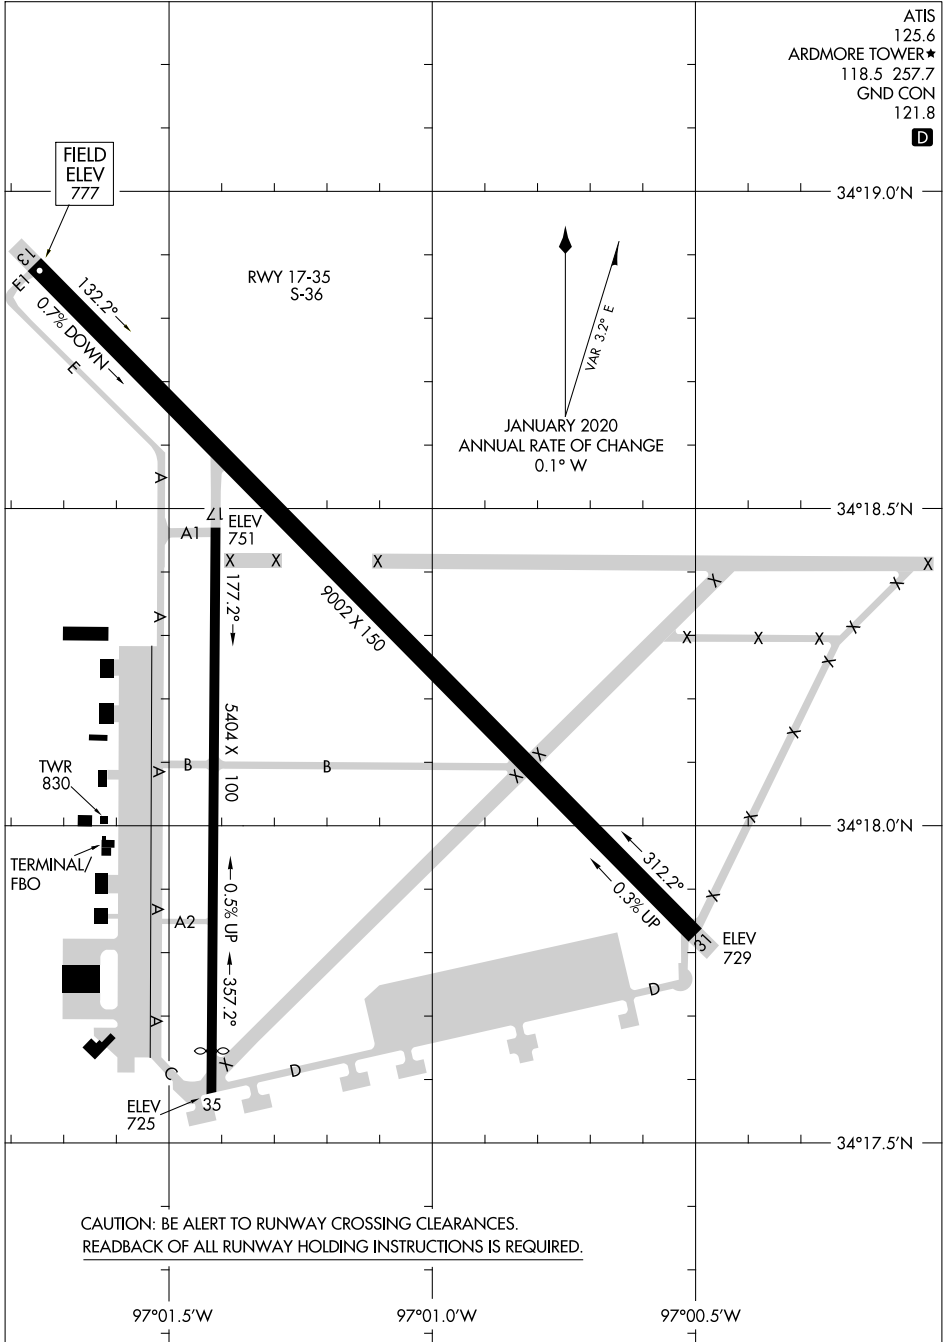 ATIS
125.6
ARDMORE TOWER★
118.5 257.7
GND CON
121.8
D
FIELD
ELEV
777
34°19.0'N
13
E1
132.2°
0.7% DOWN
E
RWY 17-35
S-36
VAR 3.2° E
JANUARY 2020
ANNUAL RATE OF CHANGE
0.1° W
A
34°18.5'N
17
ELEV
751
A1
X X
X
X
177.2°
9002 X 150
X
X
X
X
X
X
X
A
5404 X 100
X
TWR
830
B
B
A
X
X
X
34°18.0'N
TERMINAL/
FBO
312.2°
0.3% UP
0.5% UP
X
A
A2
31
ELEV
729
357.2°
D
A
X
D
C
ELEV
725
35
34°17.5'N
CAUTION: BE ALERT TO RUNWAY CROSSING CLEARANCES.
READBACK OF ALL RUNWAY HOLDING INSTRUCTIONS IS REQUIRED.
97°01.5'W
97°01.0'W
97°00.5'W